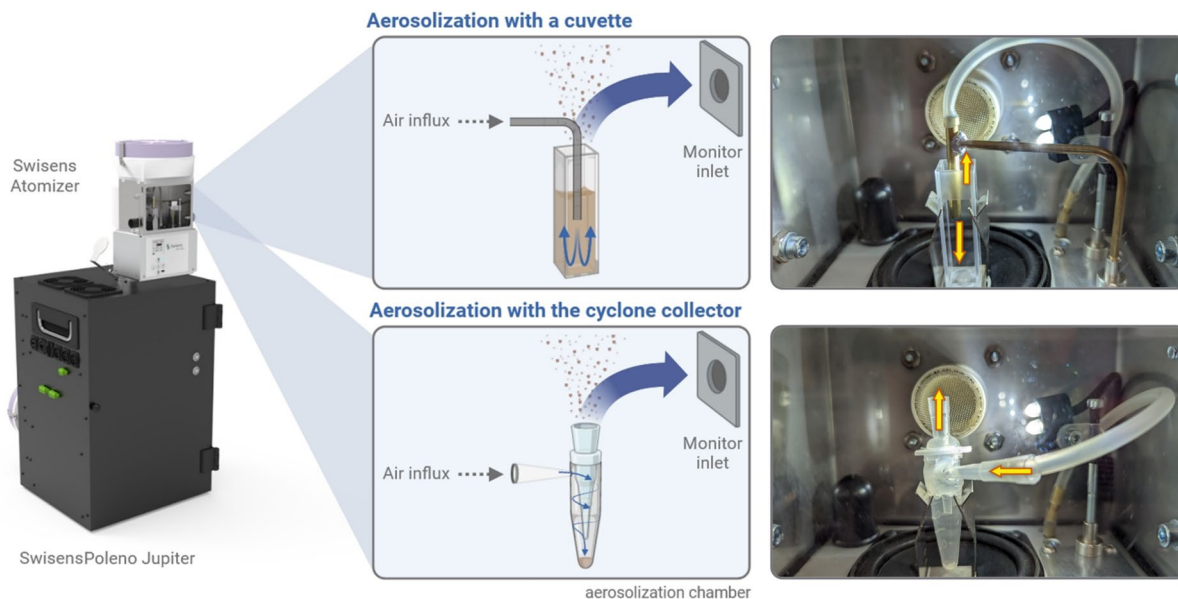 Aerosolization with a cuvette
Air influx
Monitor
inlet
Swisens
Atomizer
Aerosolization with the cyclone collector
Air influx
Monitor
inlet
SwisensPoleno Jupiter
aerosolization chamber